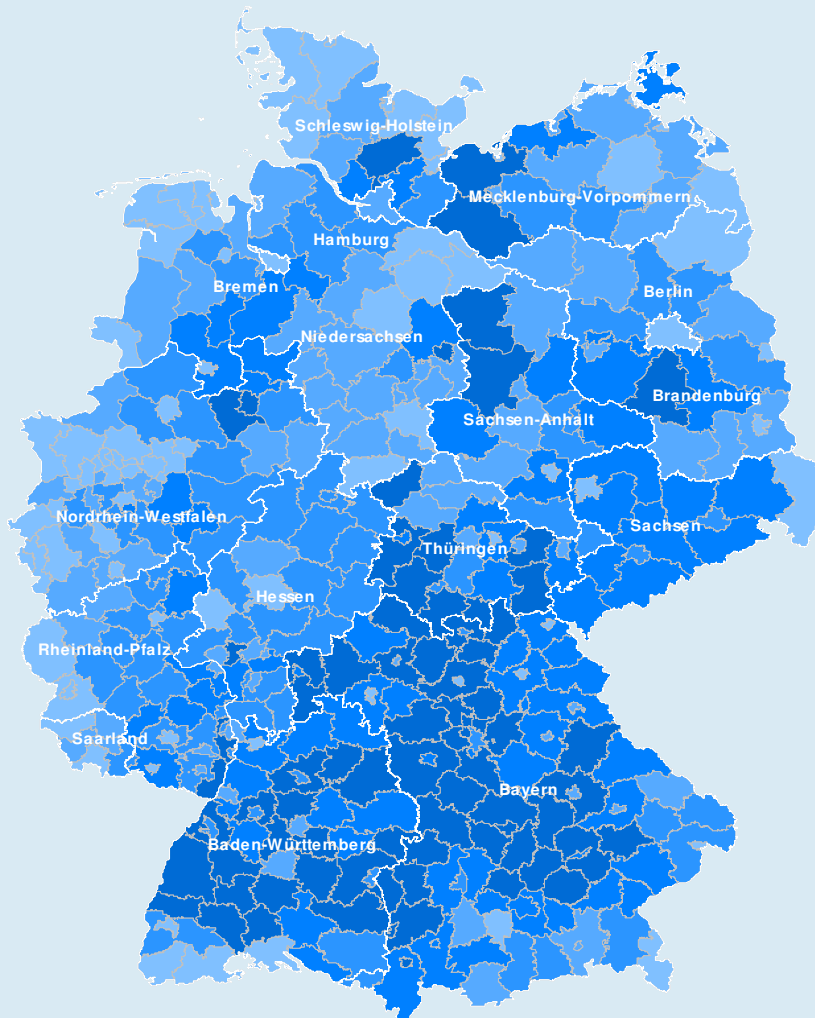 Schleswig-Holstein
Mecklenburg-Vorpommern
Hamburg
Bremen
Berlin
Niedersachsen
Brandenburg
Sachsen-Anhalt
Nordrhein-Westfalen
Sachsen
Thüringen
Hessen
Rheinland-Pfalz
Saarland
Bayern
Baden-Württemberg